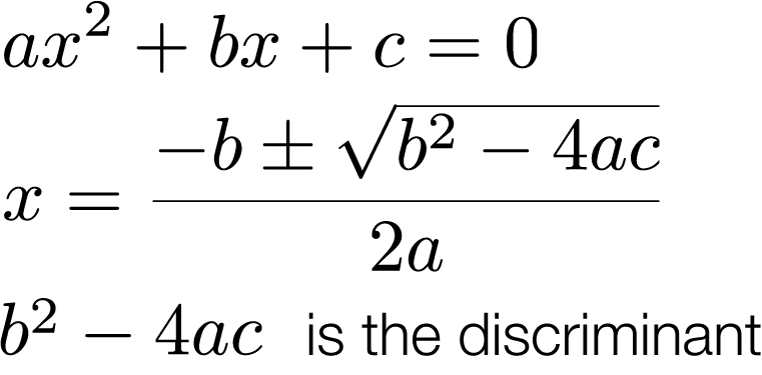 ax² + bx + c = 0
x = (-b ± √(b² − 4ac)) / 2a
b² − 4ac is the discriminant